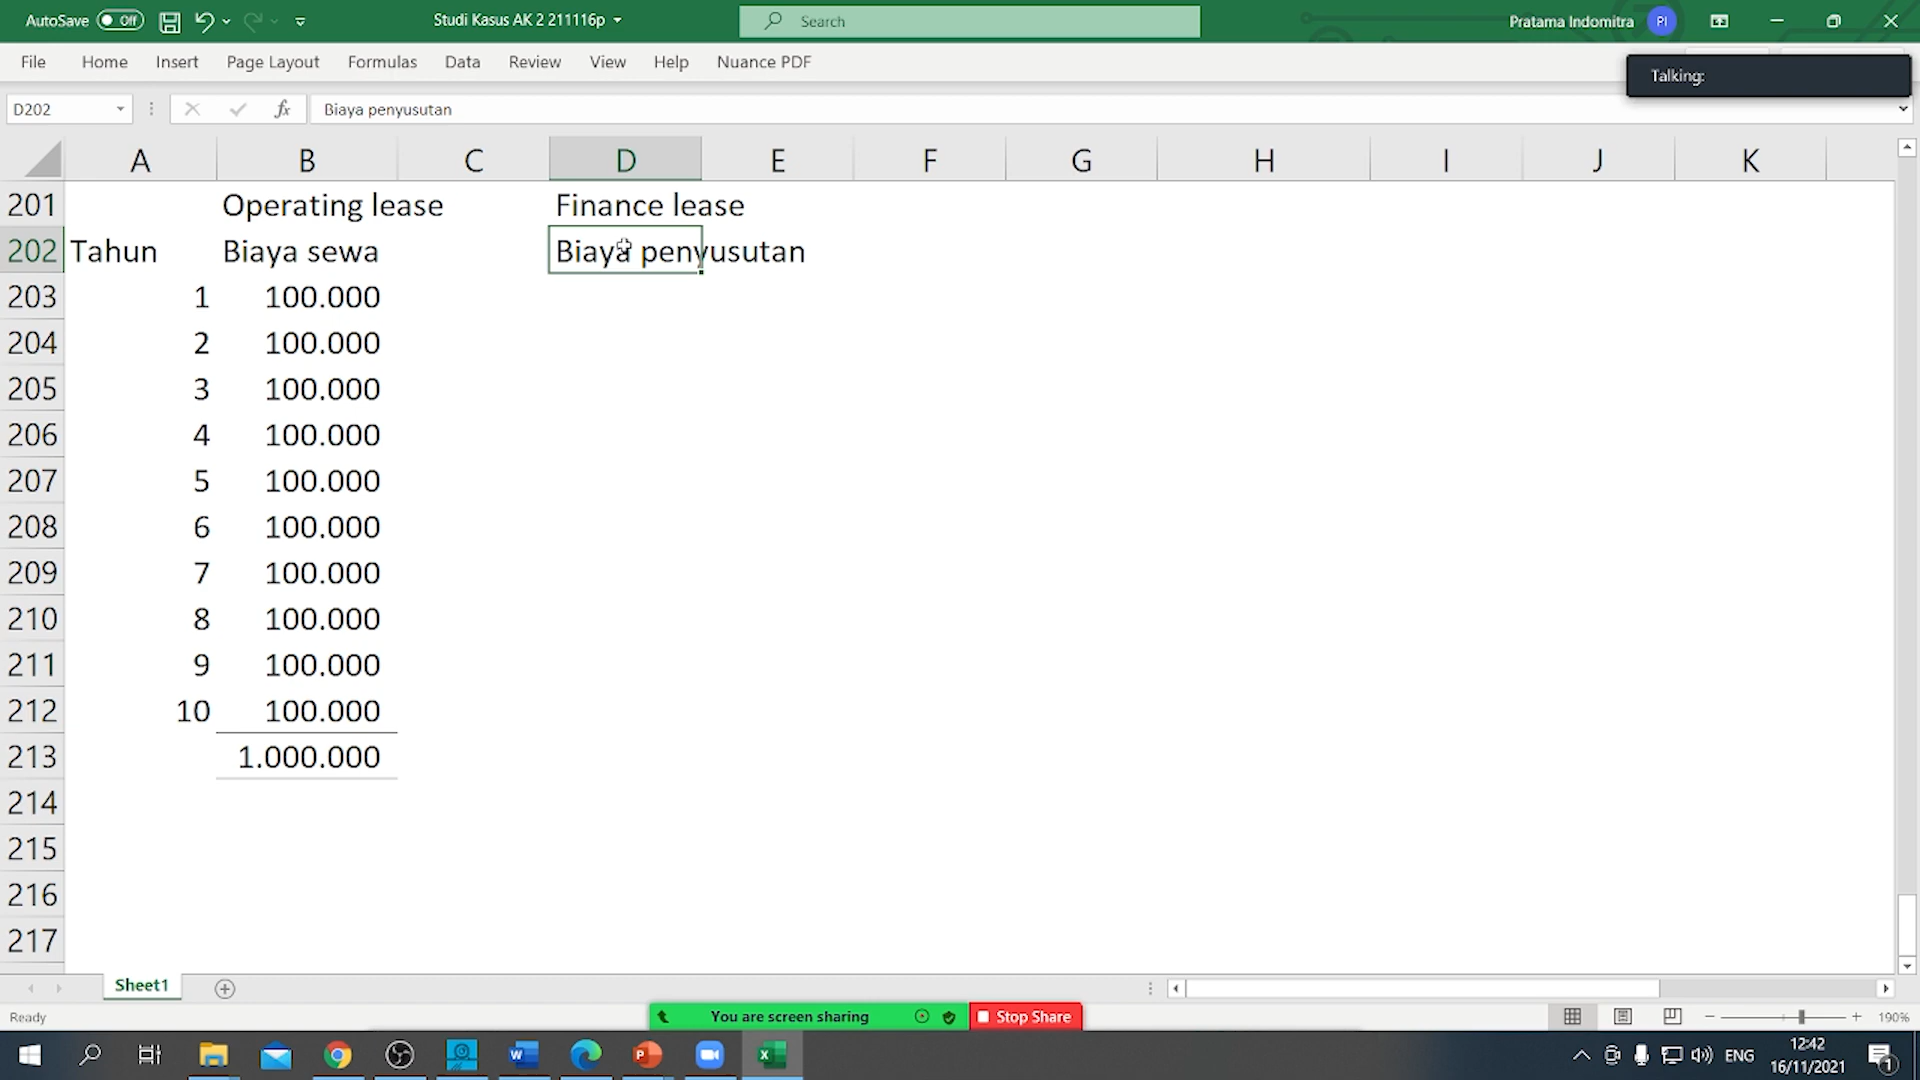 AutoSave Off Studi Kasus AK 2 211116p Search Pratama Indomitra PI
File Home Insert Page Layout Formulas Data Review View Help Nuance PDF
Talking:
D202 fx Biaya penyusutan
A B C D E F G H I J K
201 Operating lease Finance lease
202 Tahun Biaya sewa Biaya penyusutan
203 1 100.000
204 2 100.000
205 3 100.000
206 4 100.000
207 5 100.000
208 6 100.000
209 7 100.000
210 8 100.000
211 9 100.000
212 10 100.000
213 1.000.000
214
215
216
217
Sheet1
Ready You are screen sharing Stop Share 190%
ENG 12:42
16/11/2021 1